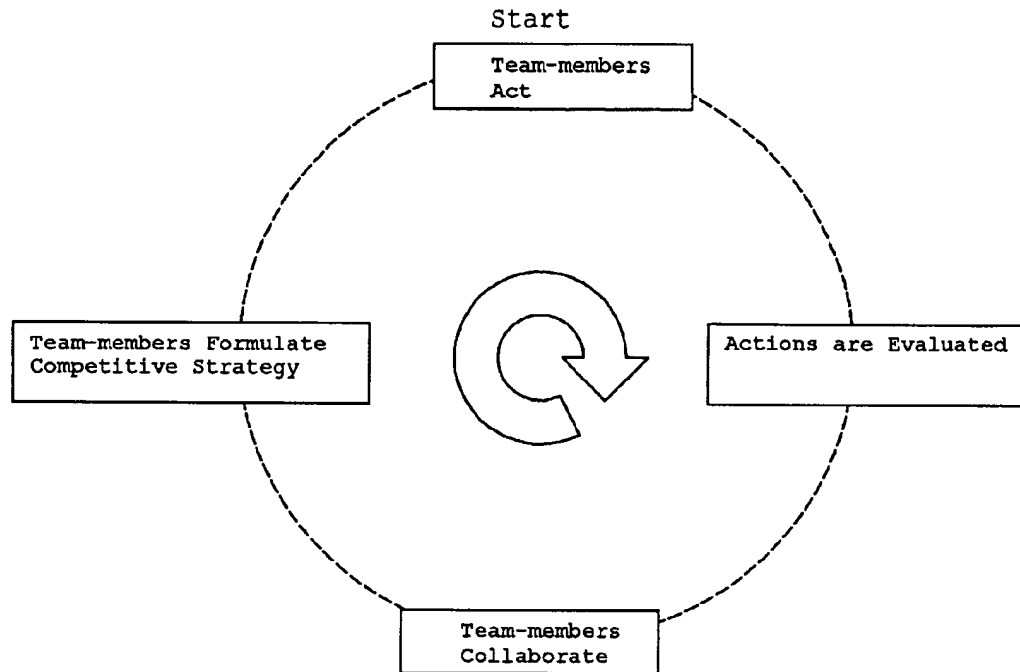 Start
Team-members
Act
Team-members Formulate
Competitive Strategy
Actions are Evaluated
Team-members
Collaborate